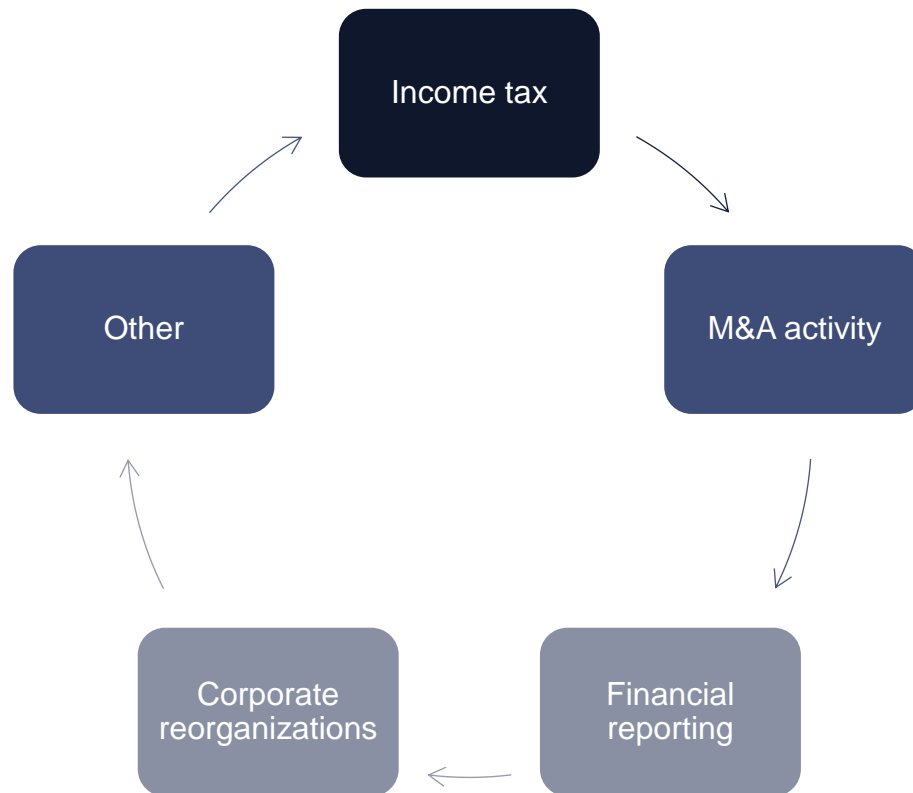 Income tax
M&A activity
Financial
reporting
Corporate
reorganizations
Other